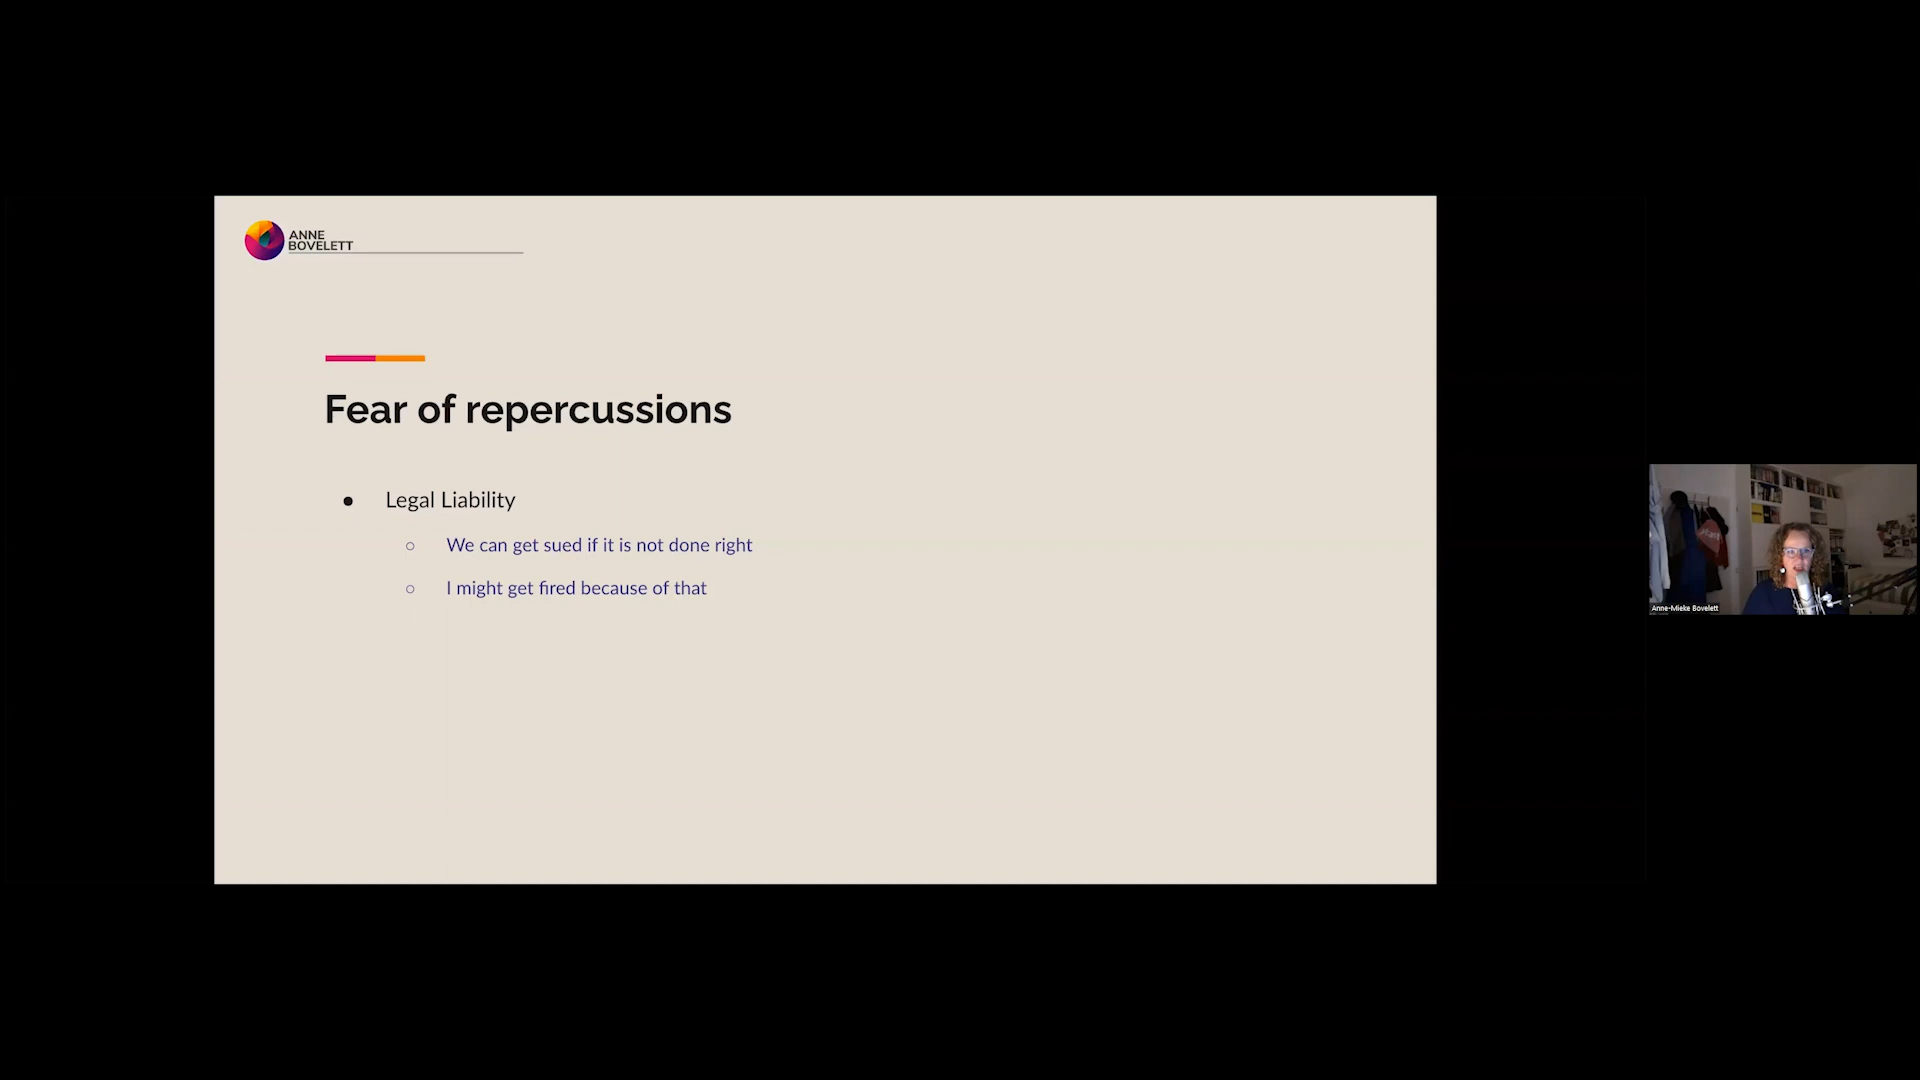 ANNE
BOVELETT
Fear of repercussions
Legal Liability
We can get sued if it is not done right
I might get fired because of that
Anne-Mieke Bovelett